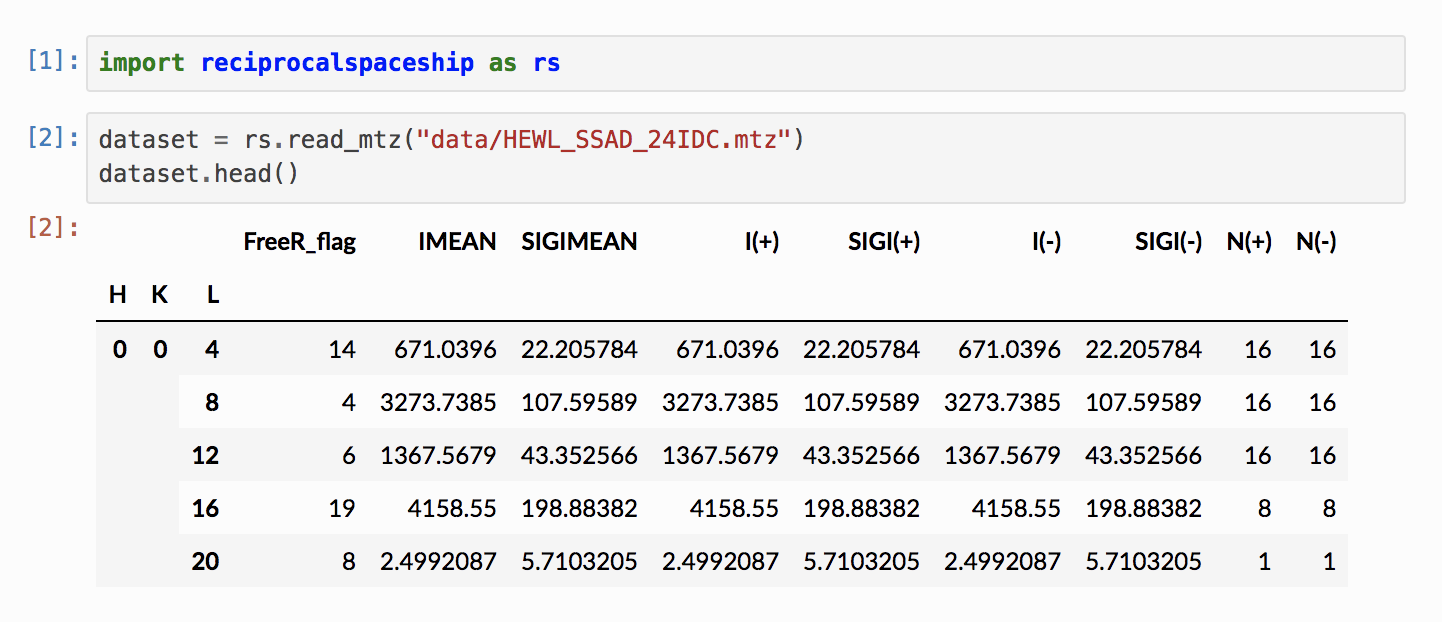 [1]: import reciprocalspaceship as rs
[2]: dataset = rs.read_mtz("data/HEWL_SSAD_24IDC.mtz")
dataset.head()
[2]:
FreeR_flag IMEAN SIGIMEAN I(+) SIGI(+) I(-) SIGI(-) N(+) N(-)
H K L
0 0 4 14 671.0396 22.205784 671.0396 22.205784 671.0396 22.205784 16 16
8 4 3273.7385 107.59589 3273.7385 107.59589 3273.7385 107.59589 16 16
12 6 1367.5679 43.352566 1367.5679 43.352566 1367.5679 43.352566 16 16
16 19 4158.55 198.88382 4158.55 198.88382 4158.55 198.88382 8 8
20 8 2.4992087 5.7103205 2.4992087 5.7103205 2.4992087 5.7103205 1 1